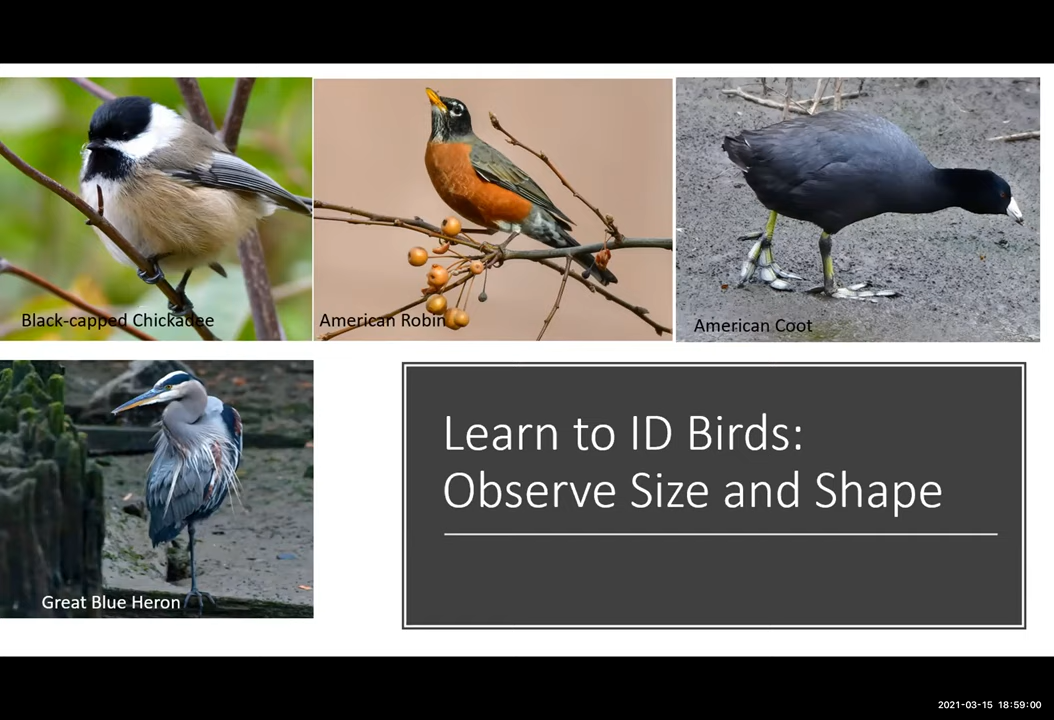 Black-capped Chickadee
American Robin
American Coot
Great Blue Heron
Learn to ID Birds:
Observe Size and Shape
2021-03-15 18:59:00